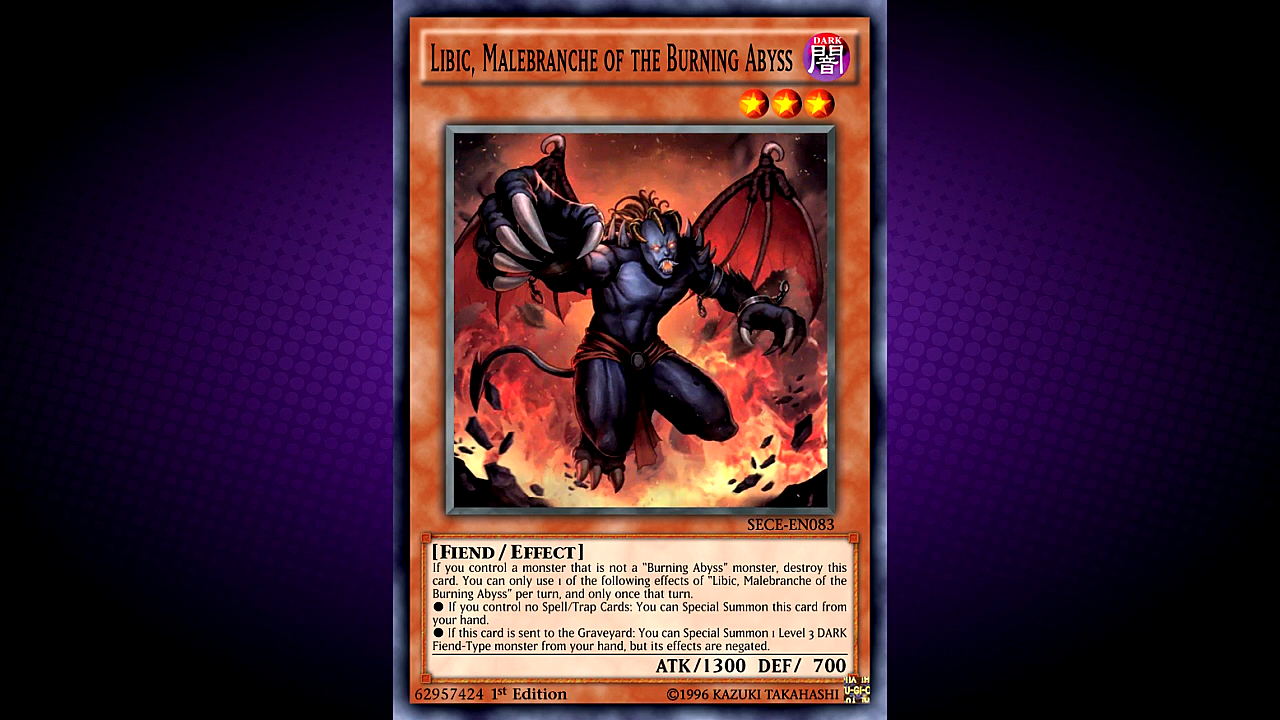 LIBIC, MALEBRANCHE OF THE BURNING ABYSS
DARK
闇
SECE-EN083
[FIEND / EFFECT]
If you control a monster that is not a "Burning Abyss" monster, destroy this
card. You can only use 1 of the following effects of "Libic, Malebranche of the
Burning Abyss" per turn, and only once that turn.
● If you control no Spell/Trap Cards: You can Special Summon this card from
your hand.
● If this card is sent to the Graveyard: You can Special Summon 1 Level 3 DARK
Fiend-Type monster from your hand, but its effects are negated.
ATK/1300 DEF/ 700
62957424 1st Edition
©1996 KAZUKI TAKAHASHI